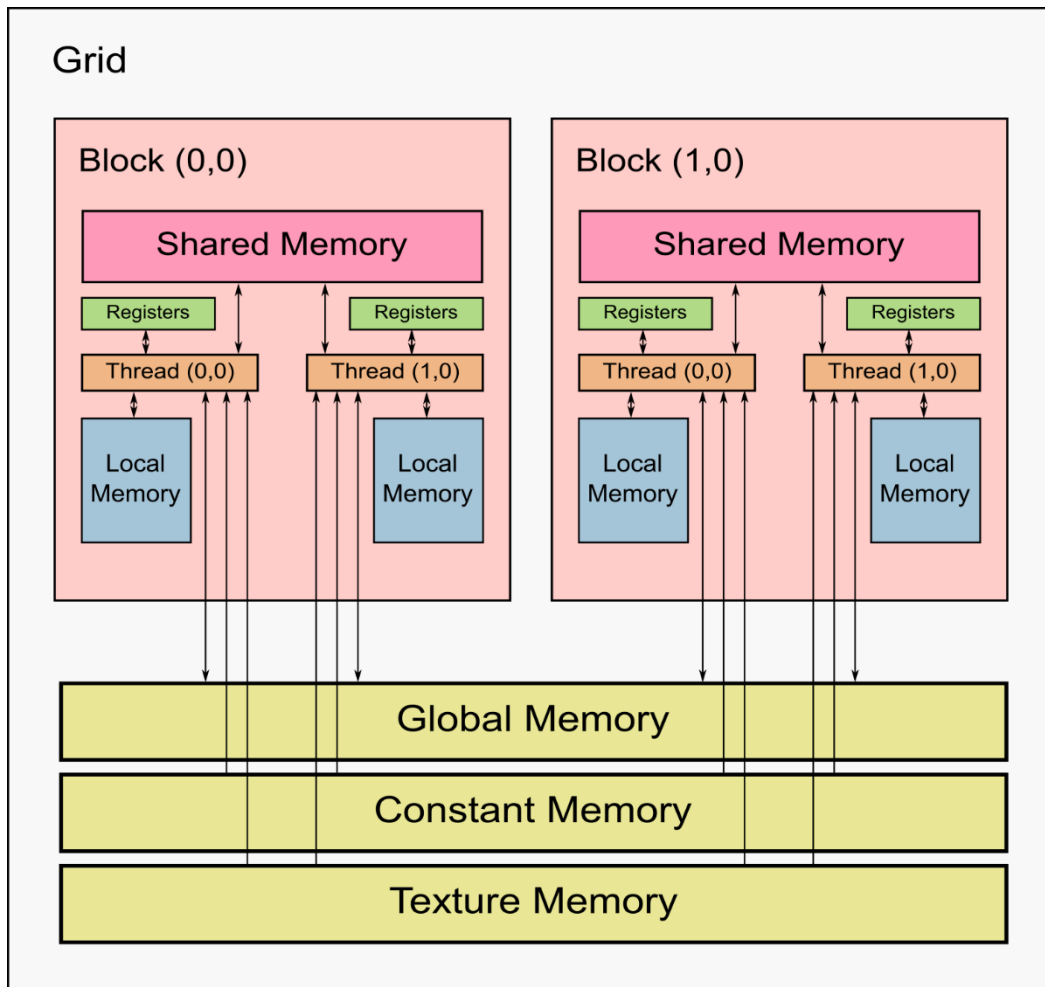 Grid
Block (0,0)
Shared Memory
Registers
Registers
Thread (0,0)
Thread (1,0)
Local
Memory
Local
Memory
Block (1,0)
Shared Memory
Registers
Registers
Thread (0,0)
Thread (1,0)
Local
Memory
Local
Memory
Global Memory
Constant Memory
Texture Memory